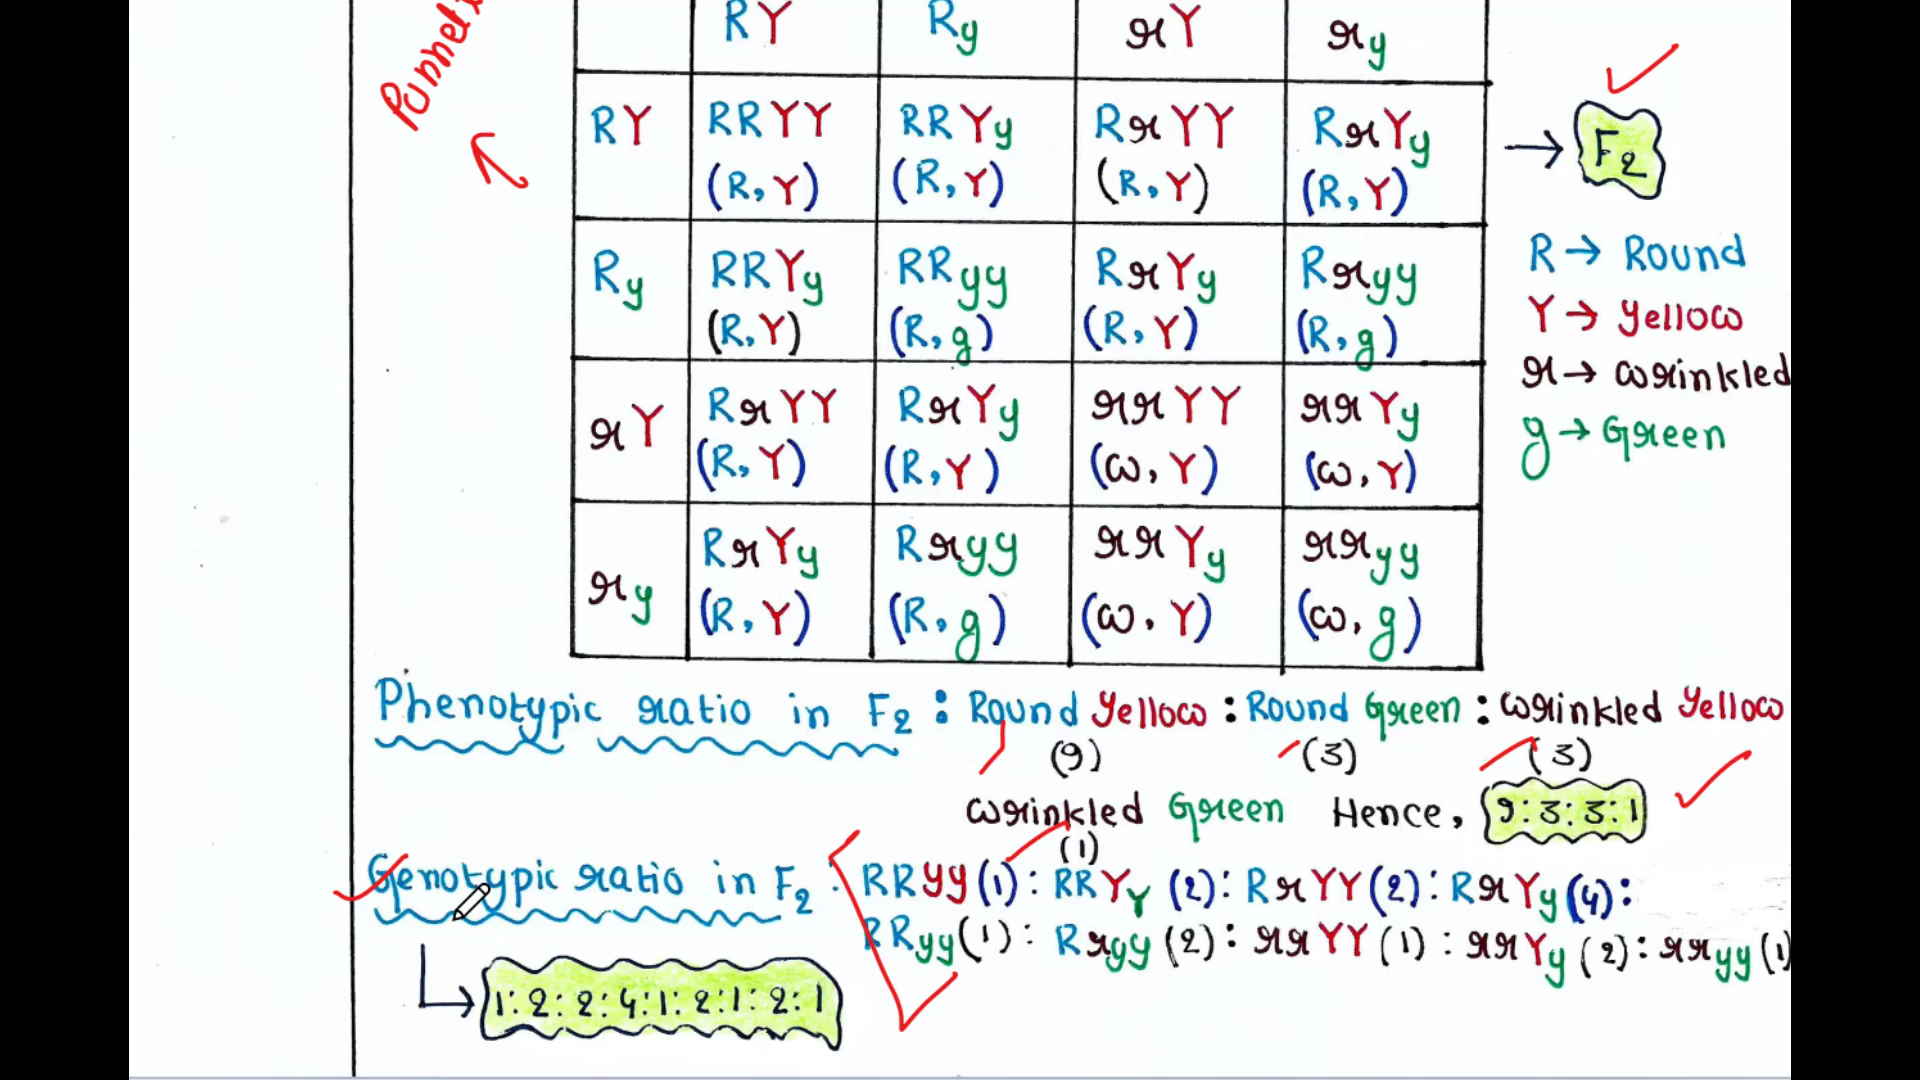 Punnet
RY Ry rY ry
RY RRYY RRYy RrYY RrYy → F2
(R, Y) (R, Y) (R, Y) (R, Y)
R → Round
Ry RRYy RRyy RrYy Rryy
Y → Yellow
(R, Y) (R, g) (R, Y) (R, g)
r → wrinkled
rY RrYY RrYy rrYY rrYy
g → Green
(R, Y) (R, Y) (w, Y) (w, Y)
ry RrYy Rryy rrYy rryy
(R, Y) (R, g) (w, Y) (w, g)
Phenotypic ratio in F2 : Round Yellow : Round Green : wrinkled Yellow
(9) (3) (3)
wrinkled Green Hence, 9:3:3:1
(1)
Genotypic ratio in F2 : RRYY (1) : RRYy (2) : RrYY (2) : RrYy (4) :
RRyy (1) : Rryy (2) : rrYY (1) : rrYy (2) : rryy (1)
1:2:2:4:1:2:1:2:1